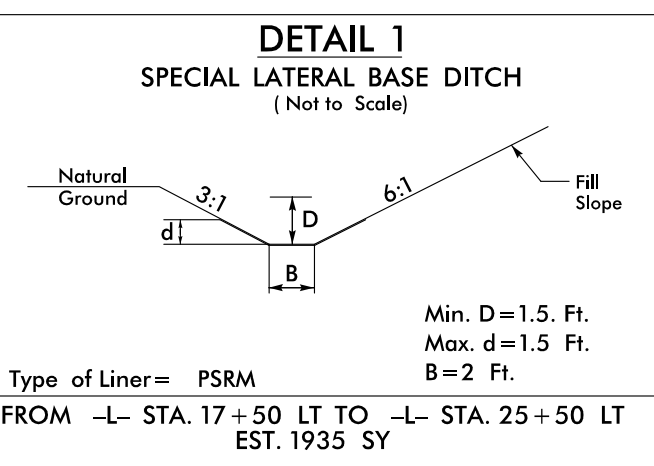 DETAIL 1
SPECIAL LATERAL BASE DITCH
( Not to Scale)
Natural
Ground
3:1
D
6:1
Fill
Slope
d
B
Min. D=1.5. Ft.
Max. d=1.5 Ft.
B=2 Ft.
Type of Liner= PSRM
FROM -L- STA. 17+50 LT TO -L- STA. 25+50 LT
EST. 1935 SY